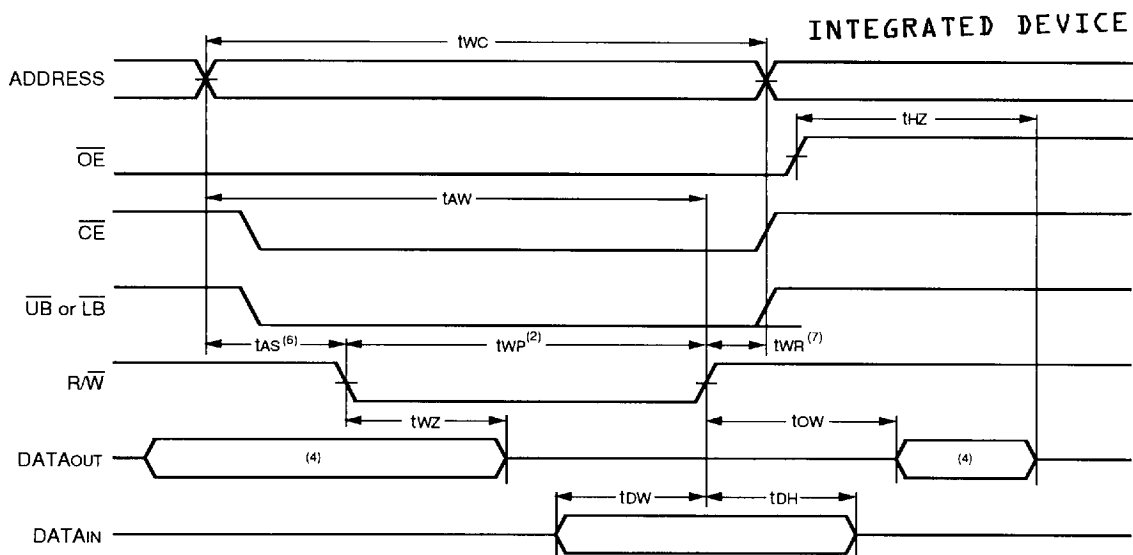 INTEGRATED DEVICE
tWC
ADDRESS
tHZ
OE
tAW
CE
UB or LB
tAS(6)
tWP(2)
tWR(7)
R/W
tWZ
tOW
DATAOUT
(4)
(4)
tDW
tDH
DATAIN